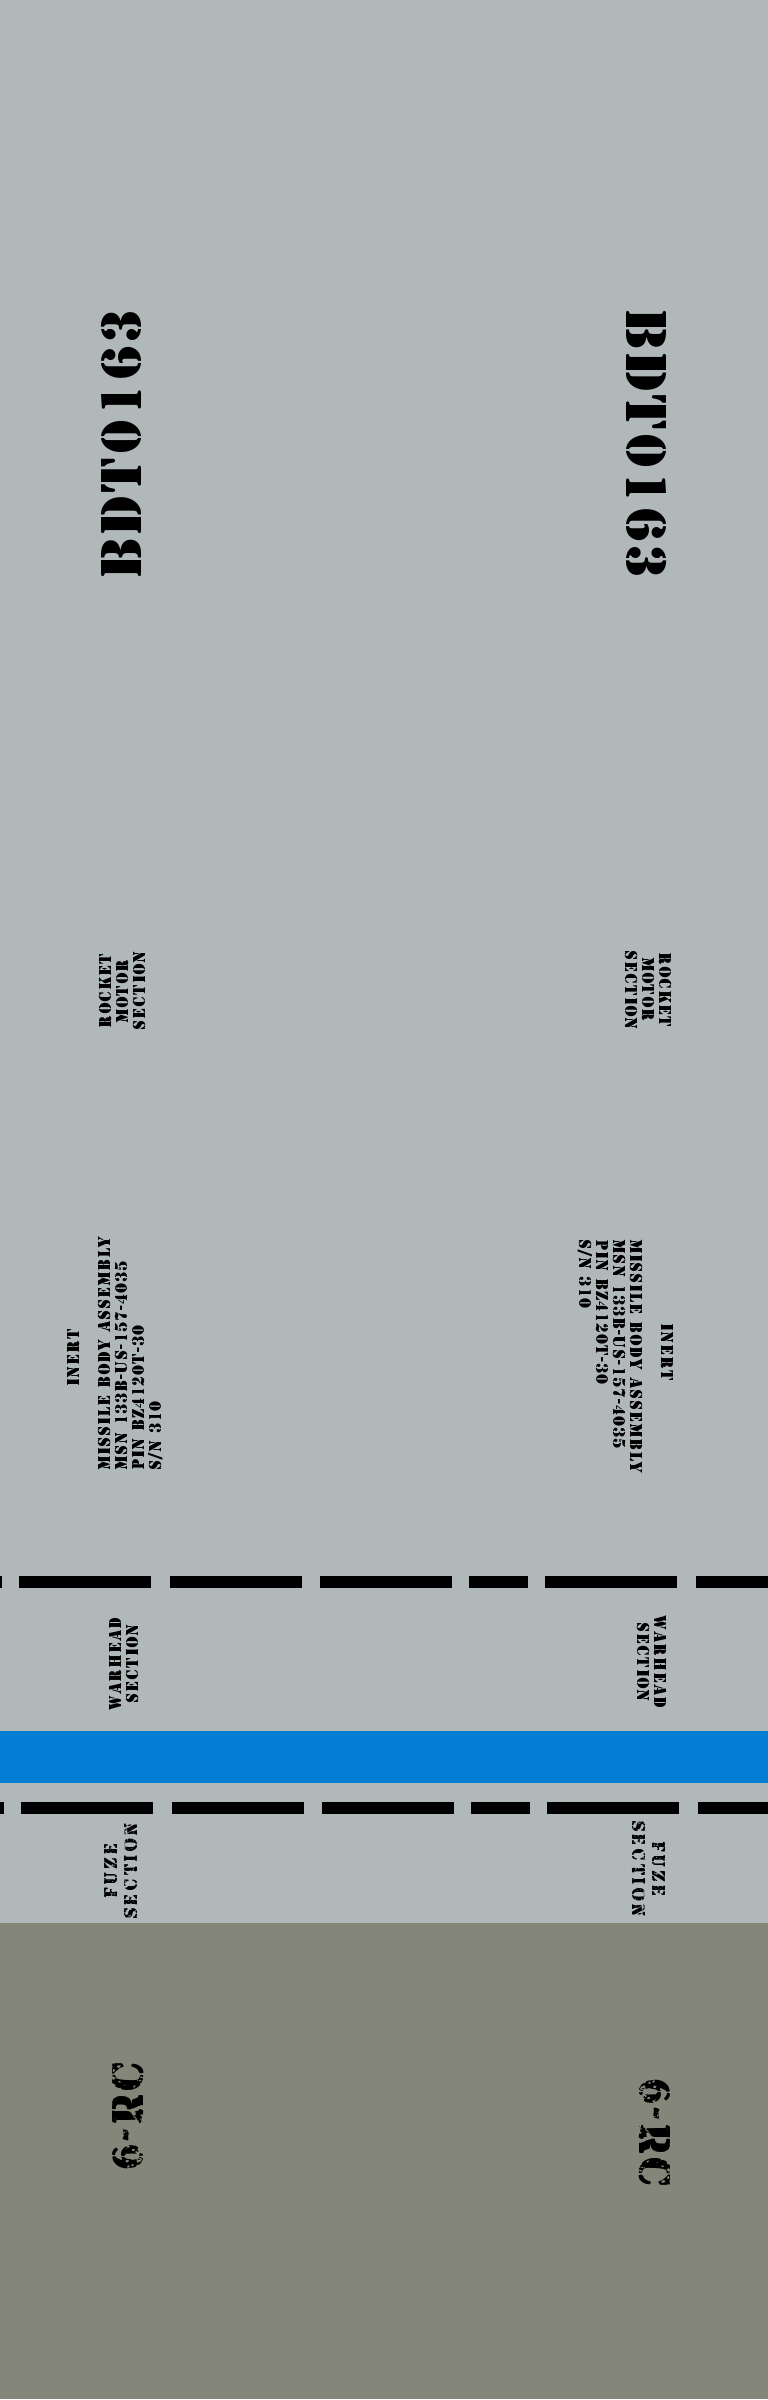 BDT0163
BDT0163
ROCKET
MOTOR
SECTION
ROCKET
MOTOR
SECTION
INERT
MISSILE BODY ASSEMBLY
MSN 133B-US-157-4035
PIN BZ4120T-30
S/N 310
INERT
MISSILE BODY ASSEMBLY
MSN 133B-US-157-4035
PIN BZ4120T-30
S/N 310
WARHEAD
SECTION
WARHEAD
SECTION
FUZE
SECTION
FUZE
SECTION
6-RC
6-RC